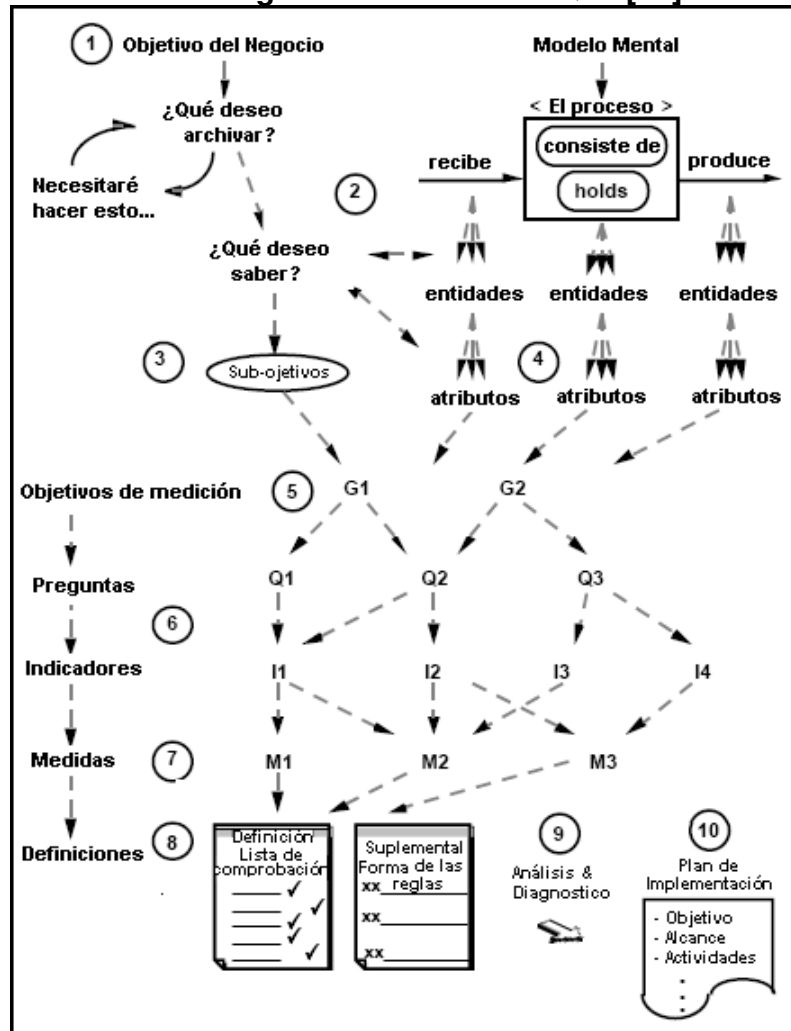 1 Objetivo del Negocio
Modelo Mental
¿Qué deseo
archivar?
< El proceso >
consiste de
recibe
produce
holds
Necesitaré
hacer esto...
2
¿Qué deseo
saber?
entidades entidades entidades
3
Sub-ojetivos
4
atributos atributos atributos
Objetivos de medición 5 G1 G2
Preguntas Q1 Q2 Q3
6
Indicadores I1 I2 I3 I4
Medidas 7 M1 M2 M3
Definiciones 8
Definición
Lista de
comprobación
Suplemental
Forma de las
reglas
xx
xx
xx
9
Análisis &
Diagnostico
10
Plan de
Implementación
- Objetivo
- Alcance
- Actividades